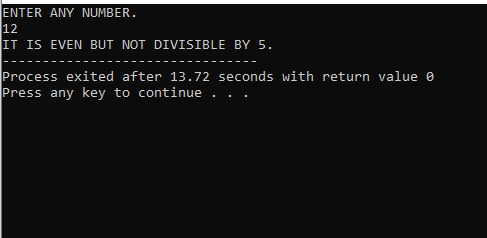 ENTER ANY NUMBER.
12
IT IS EVEN BUT NOT DIVISIBLE BY 5.
--------------------------------
Process exited after 13.72 seconds with return value 0
Press any key to continue . . .